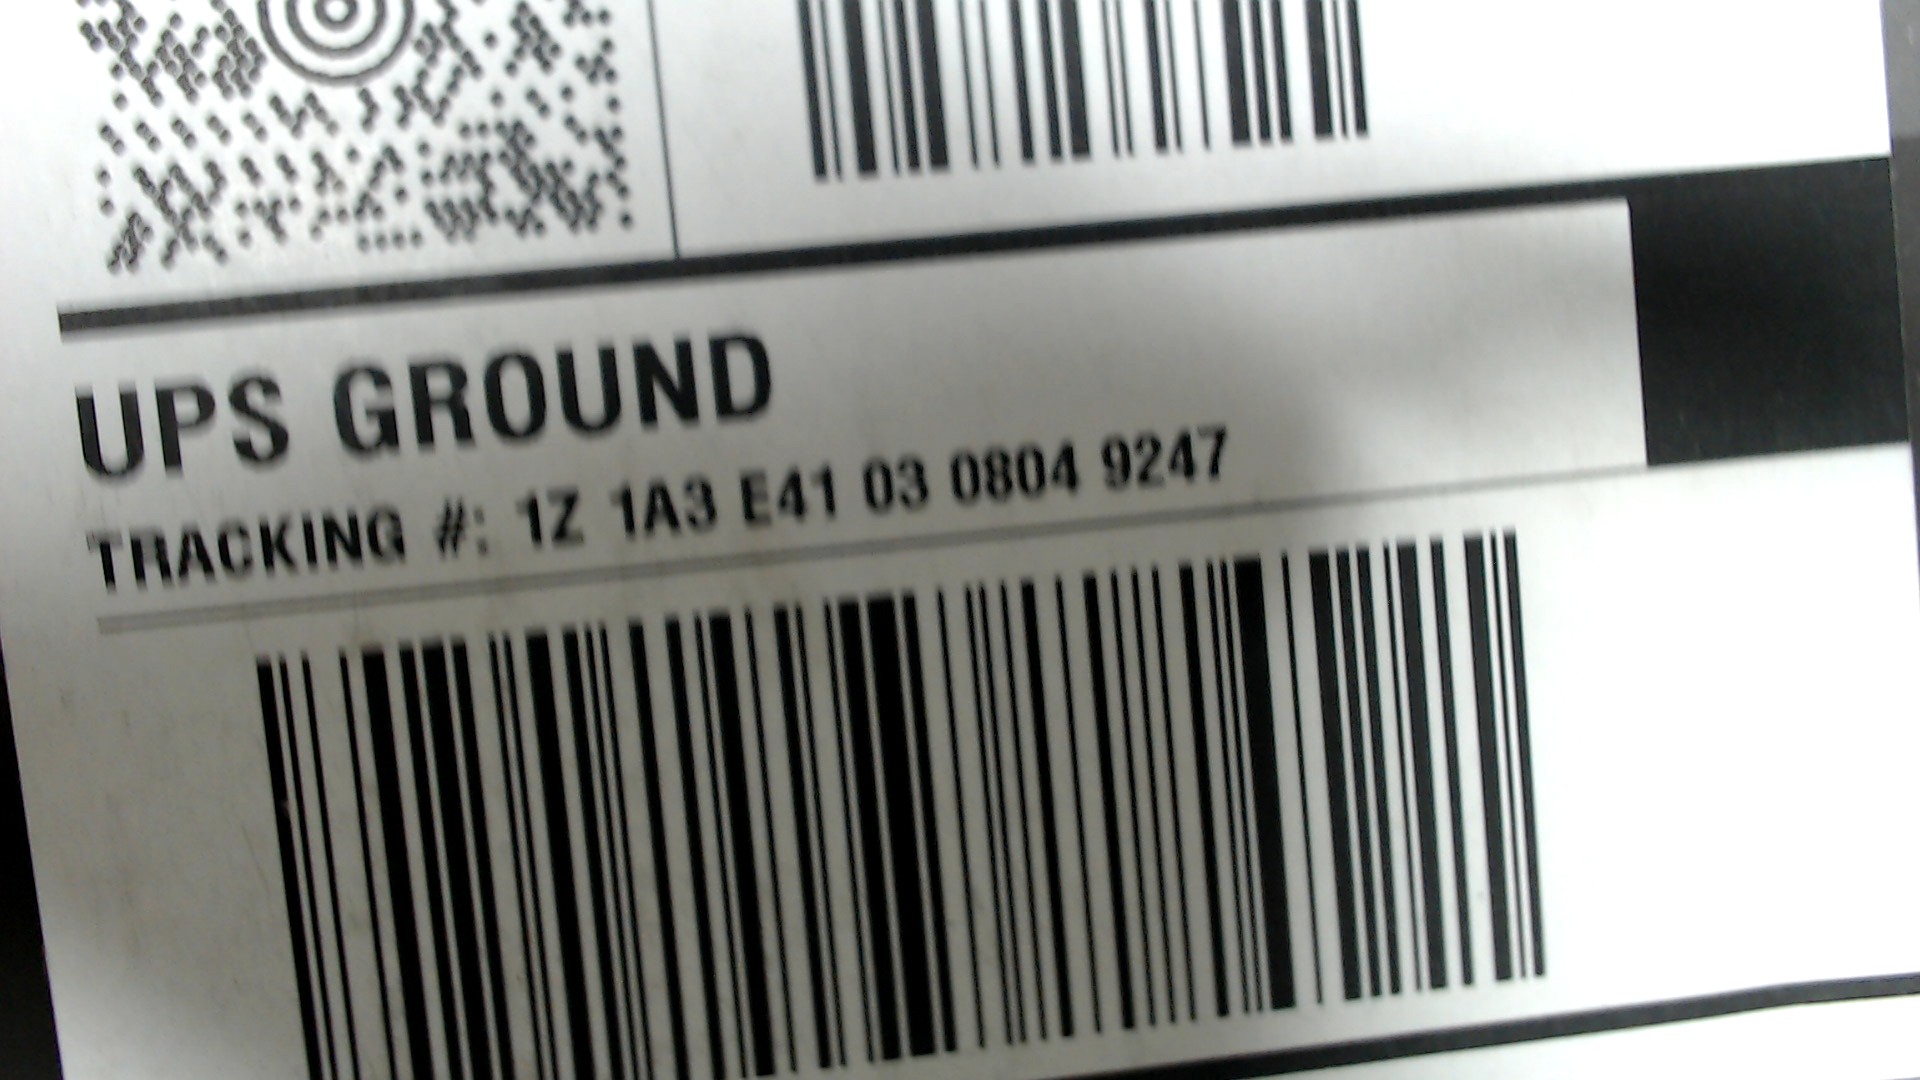 UPS GROUND
TRACKING #: 1Z 1A3 E41 03 0804 9247